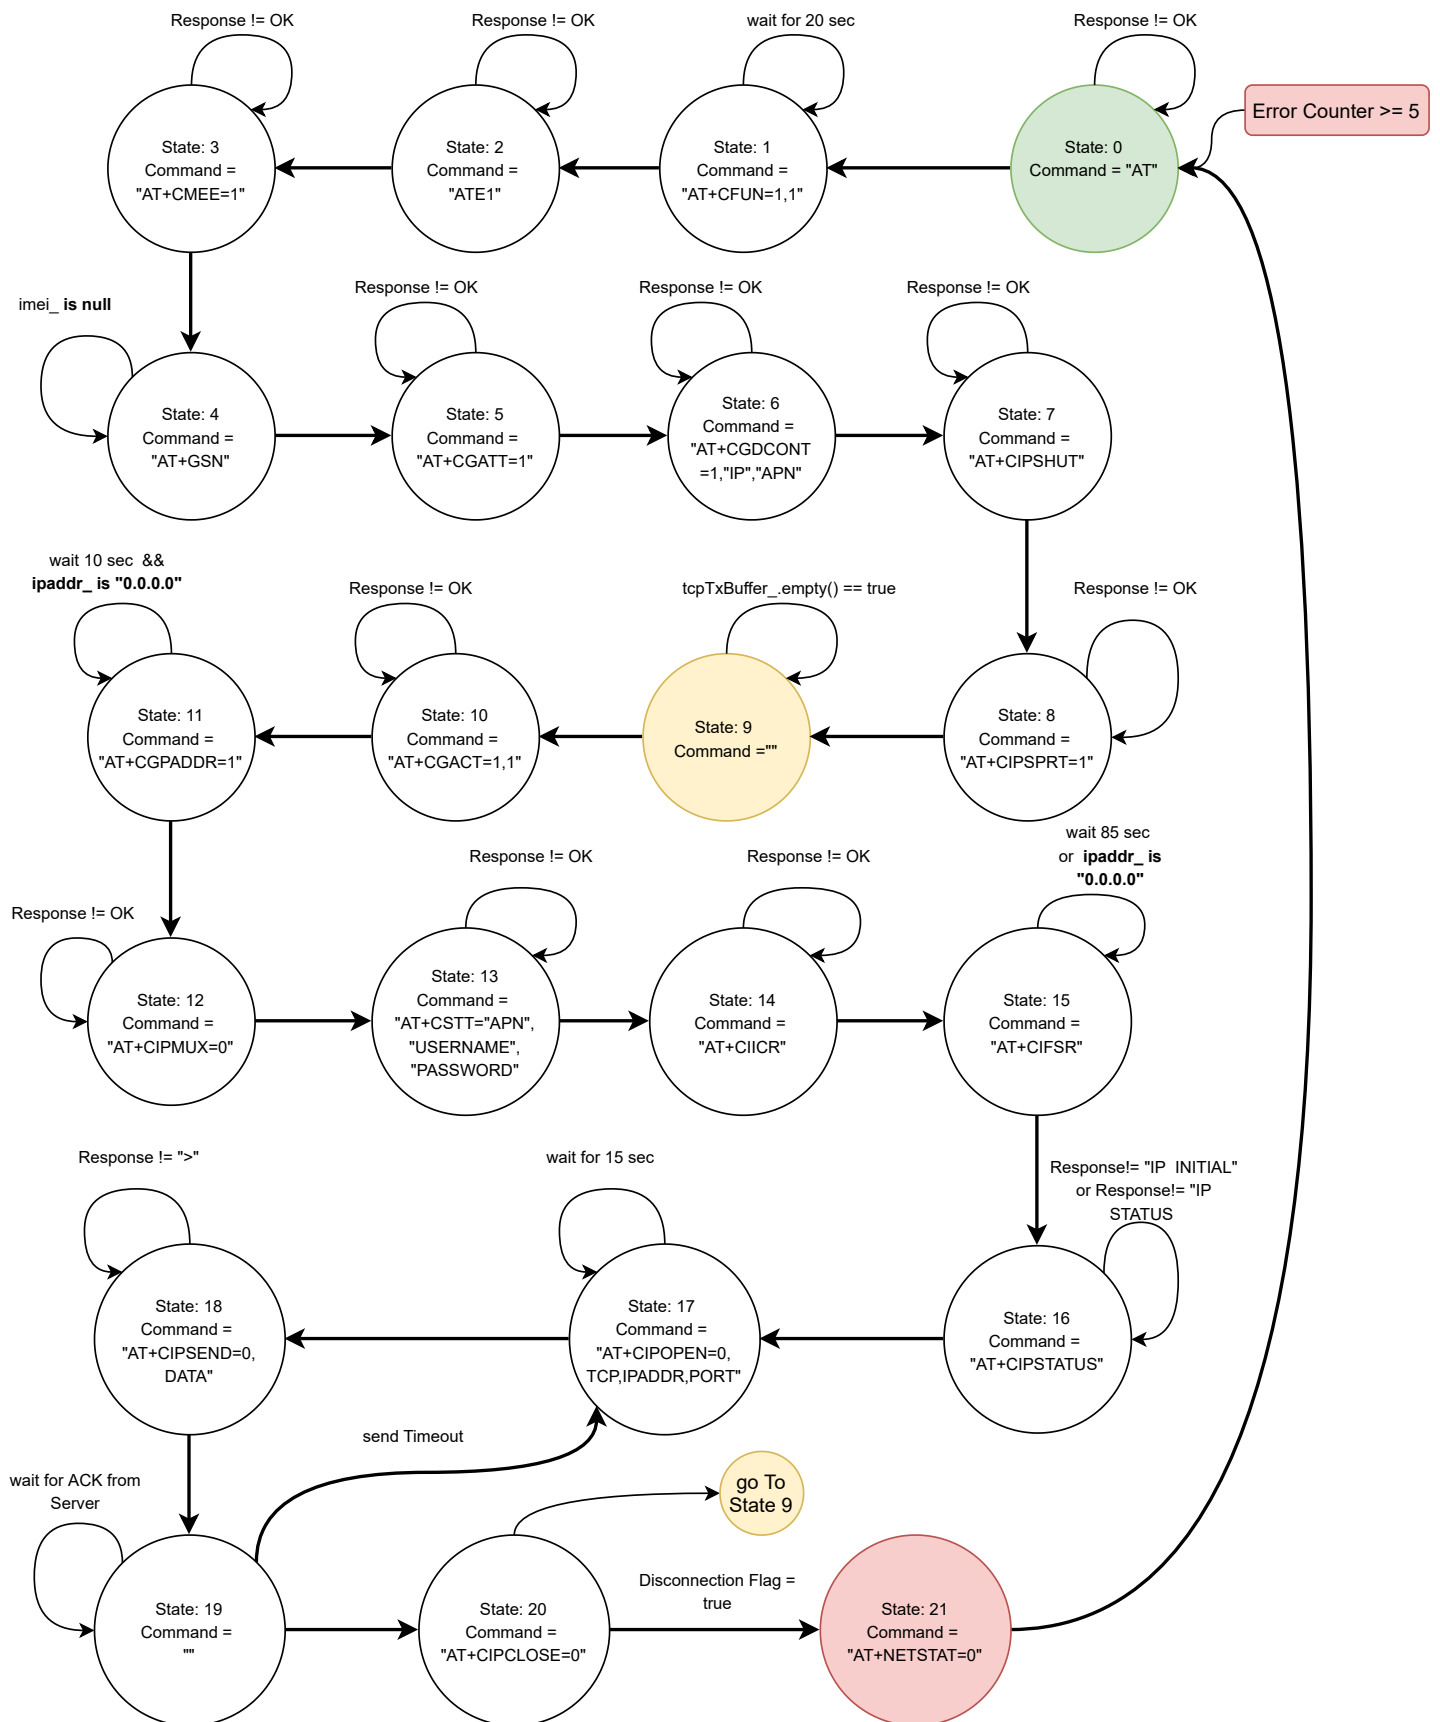 Response != OK
Response != OK
wait for 20 sec
Response != OK
Error Counter >= 5
State: 3
Command =
"AT+CMEE=1"
State: 2
Command =
"ATE1"
State: 1
Command =
"AT+CFUN=1,1"
State: 0
Command = "AT"
imei_ is null
Response != OK
Response != OK
Response != OK
State: 4
Command =
"AT+GSN"
State: 5
Command =
"AT+CGATT=1"
State: 6
Command =
"AT+CGDCONT
=1,"IP","APN"
State: 7
Command =
"AT+CIPSHUT"
wait 10 sec  &&
ipaddr_ is "0.0.0.0"
Response != OK
tcpTxBuffer_.empty() == true
Response != OK
State: 11
Command =
"AT+CGPADDR=1"
State: 10
Command =
"AT+CGACT=1,1"
State: 9
Command =""
State: 8
Command =
"AT+CIPSPRT=1"
Response != OK
Response != OK
Response != OK
wait 85 sec
or  ipaddr_ is
"0.0.0.0"
State: 12
Command =
"AT+CIPMUX=0"
State: 13
Command =
"AT+CSTT="APN",
"USERNAME",
"PASSWORD"
State: 14
Command =
"AT+CIICR"
State: 15
Command =
"AT+CIFSR"
Response != ">"
wait for 15 sec
Response!= "IP  INITIAL"
or Response!= "IP
STATUS
State: 18
Command =
"AT+CIPSEND=0,
DATA"
State: 17
Command =
"AT+CIPOPEN=0,
TCP,IPADDR,PORT"
State: 16
Command =
"AT+CIPSTATUS"
send Timeout
wait for ACK from
Server
go To
State 9
Disconnection Flag =
true
State: 19
Command =
""
State: 20
Command =
"AT+CIPCLOSE=0"
State: 21
Command =
"AT+NETSTAT=0"